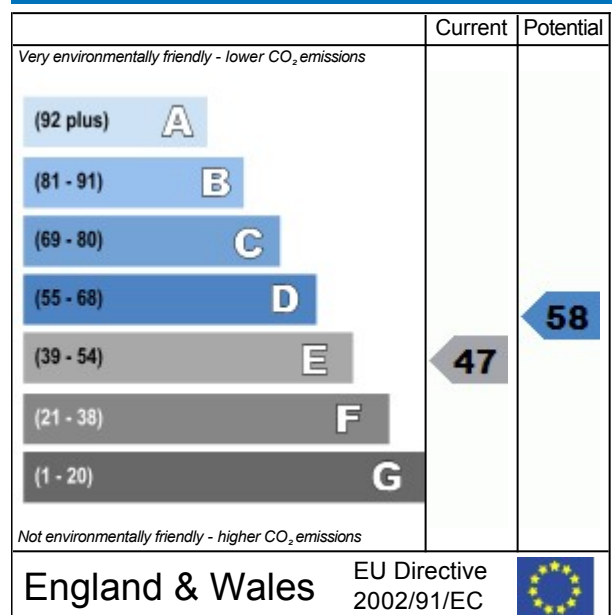 Current Potential
Very environmentally friendly - lower CO₂ emissions
(92 plus) A
(81 - 91) B
(69 - 80) C
(55 - 68) D
58
(39 - 54) E
47
(21 - 38) F
(1 - 20) G
Not environmentally friendly - higher CO₂ emissions
England & Wales
EU Directive
2002/91/EC